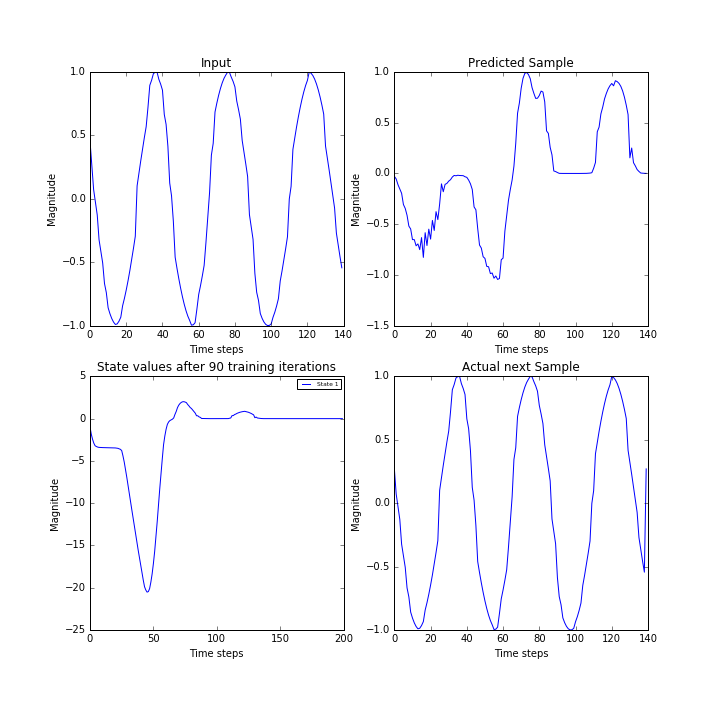 Input
Magnitude
1.0
0.5
0.0
−0.5
−1.0
0 20 40 60 80 100 120 140
Time steps
Predicted Sample
Magnitude
1.0
0.5
0.0
−0.5
−1.0
−1.5
0 20 40 60 80 100 120 140
Time steps
State values after 90 training iterations
State 1
Magnitude
5
0
−5
−10
−15
−20
−25
0 50 100 150 200
Time steps
Actual next Sample
Magnitude
1.0
0.5
0.0
−0.5
−1.0
0 20 40 60 80 100 120 140
Time steps